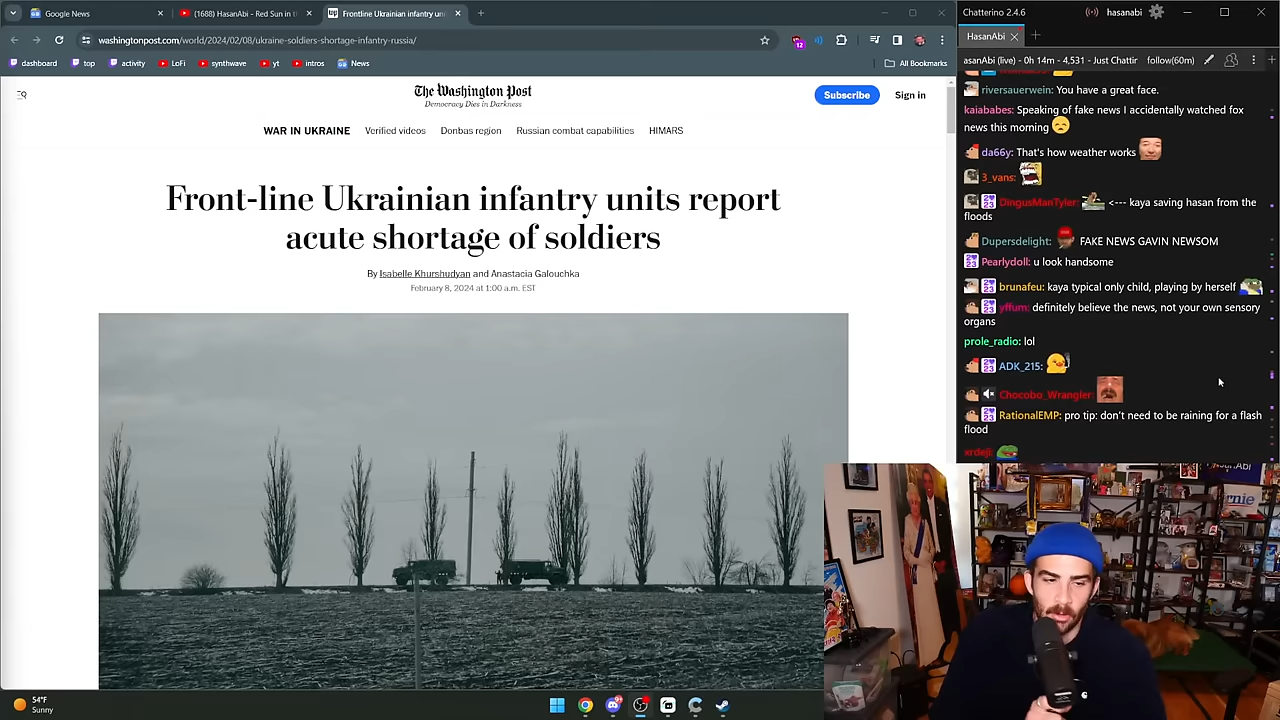 Google News
(1688) HasanAbi - Red Sun in t
Frontline Ukrainian infantry uni
washingtonpost.com/world/2024/02/08/ukraine-soldiers-shortage-infantry-russia/
12
dashboard
top
activity
LoFi
synthwave
yt
intros
News
All Bookmarks
The Washington Post
Democracy Dies in Darkness
Subscribe
Sign in
WAR IN UKRAINE
Verified videos
Donbas region
Russian combat capabilities
HIMARS
Front-line Ukrainian infantry units report
acute shortage of soldiers
By Isabelle Khurshudyan and Anastacia Galouchka
February 8, 2024 at 1:00 a.m. EST
Chatterino 2.4.6
hasanabi
HasanAbi
asanAbi (live) - 0h 14m - 4,531 - Just Chattir
follow(60m)
riversauerwein: You have a great face.
kaiababes: Speaking of fake news I accidentally watched fox
news this morning
da66y: That's how weather works
3_vans:
DingusManTyler: <--- kaya saving hasan from the
floods
Dupersdelight: FAKE NEWS GAVIN NEWSOM
Pearlydoll: u look handsome
brunafeu: kaya typical only child, playing by herself
yffum: definitely believe the news, not your own sensory
organs
prole_radio: lol
ADK_215:
Chocobo_Wrangler:
RationalEMP: pro tip: don't need to be raining for a flash
flood
xrdeji:
54°F
Sunny